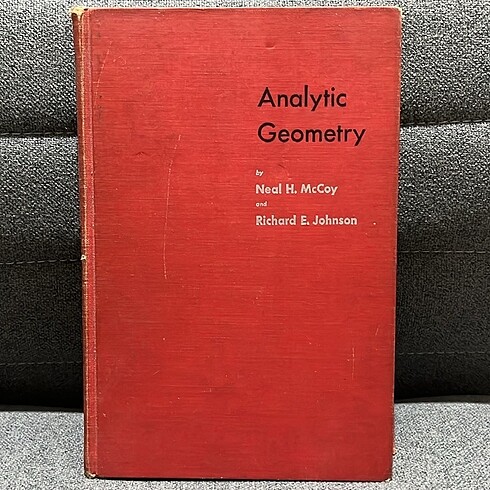 Analytic
Geometry
by
Neal H. McCoy
and
Richard E. Johnson